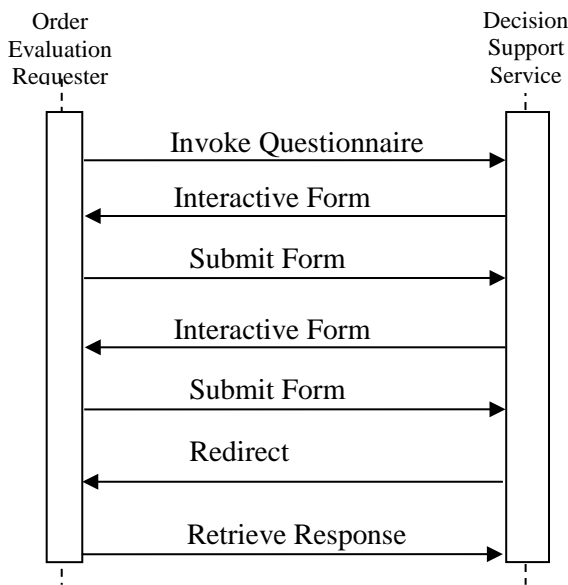 Order
Evaluation
Requester
Decision
Support
Service
Invoke Questionnaire
Interactive Form
Submit Form
Interactive Form
Submit Form
Redirect
Retrieve Response